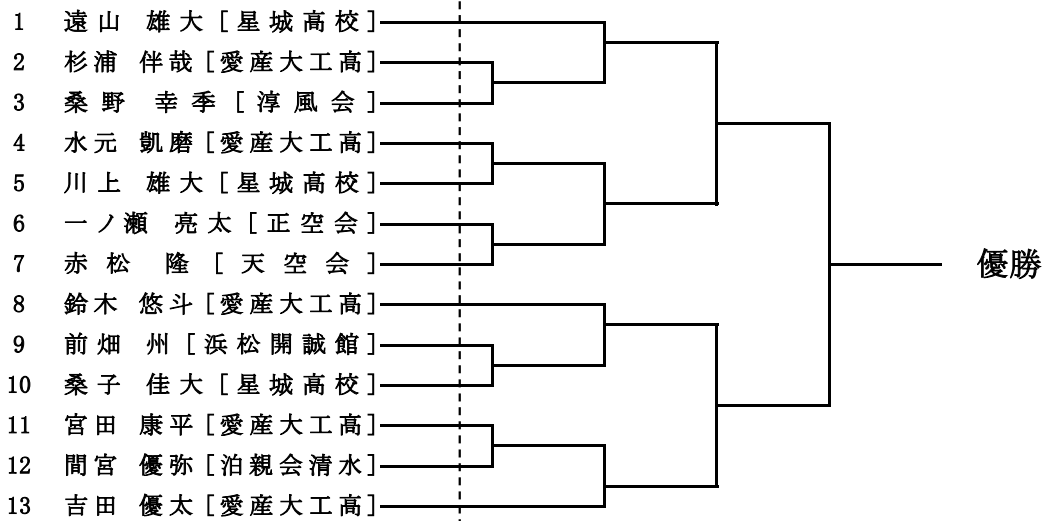 1 遠山 雄大[星城高校]
2 杉浦 伴哉[愛産大工高]
3 桑野 幸季[淳風会]
4 水元 凱磨[愛産大工高]
5 川上 雄大[星城高校]
6 一ノ瀬 亮太[正空会]
7 赤松 隆[天空会]
優勝
8 鈴木 悠斗[愛産大工高]
9 前畑 州[浜松開誠館]
10 桑子 佳大[星城高校]
11 宮田 康平[愛産大工高]
12 間宮 優弥[泊親会清水]
13 吉田 優太[愛産大工高]